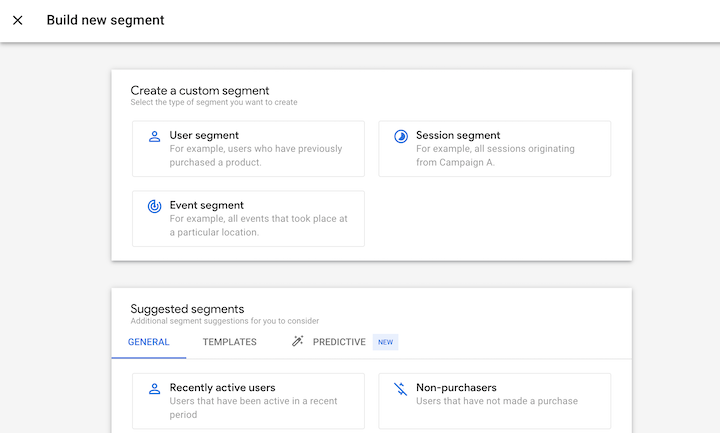 Build new segment
Create a custom segment
Select the type of segment you want to create
User segment
For example, users who have previously
purchased a product.
Session segment
For example, all sessions originating
from Campaign A.
Event segment
For example, all events that took place at
a particular location.
Suggested segments
Additional segment suggestions for you to consider
GENERAL TEMPLATES PREDICTIVE NEW
Recently active users
Users that have been active in a recent
period
Non-purchasers
Users that have not made a purchase